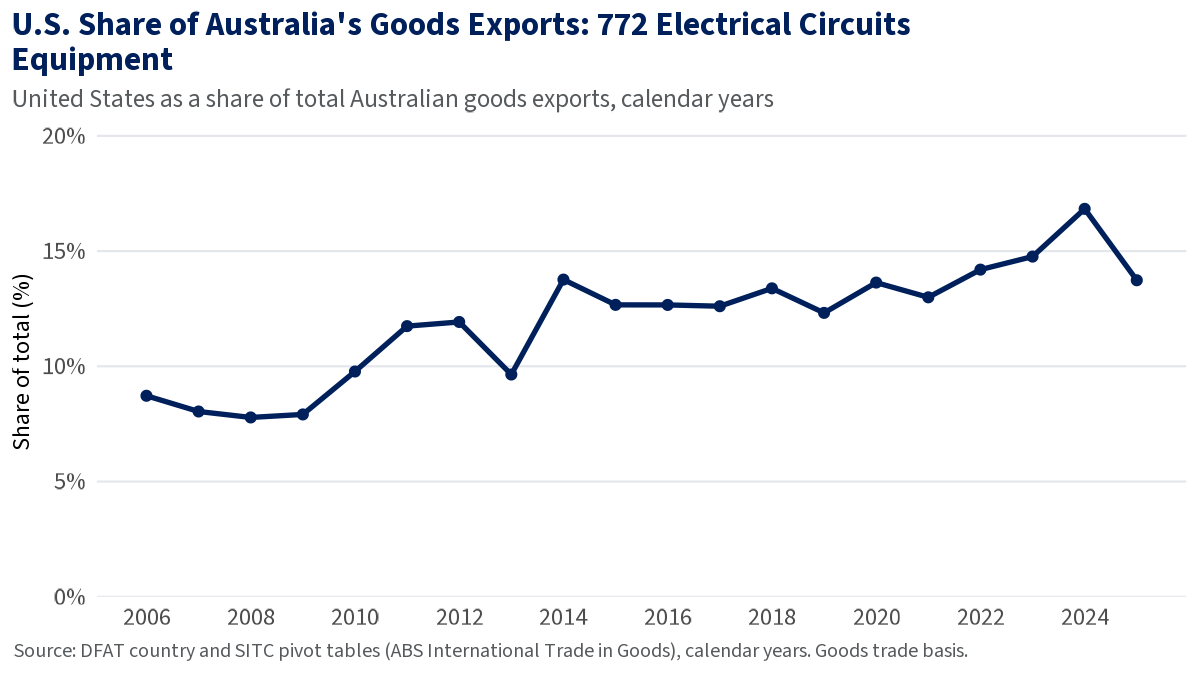 U.S. Share of Australia's Goods Exports: 772 Electrical Circuits
Equipment
United States as a share of total Australian goods exports, calendar years
20%
15%
10%
5%
0%
Share of total (%)
2006 2008 2010 2012 2014 2016 2018 2020 2022 2024
Source: DFAT country and SITC pivot tables (ABS International Trade in Goods), calendar years. Goods trade basis.